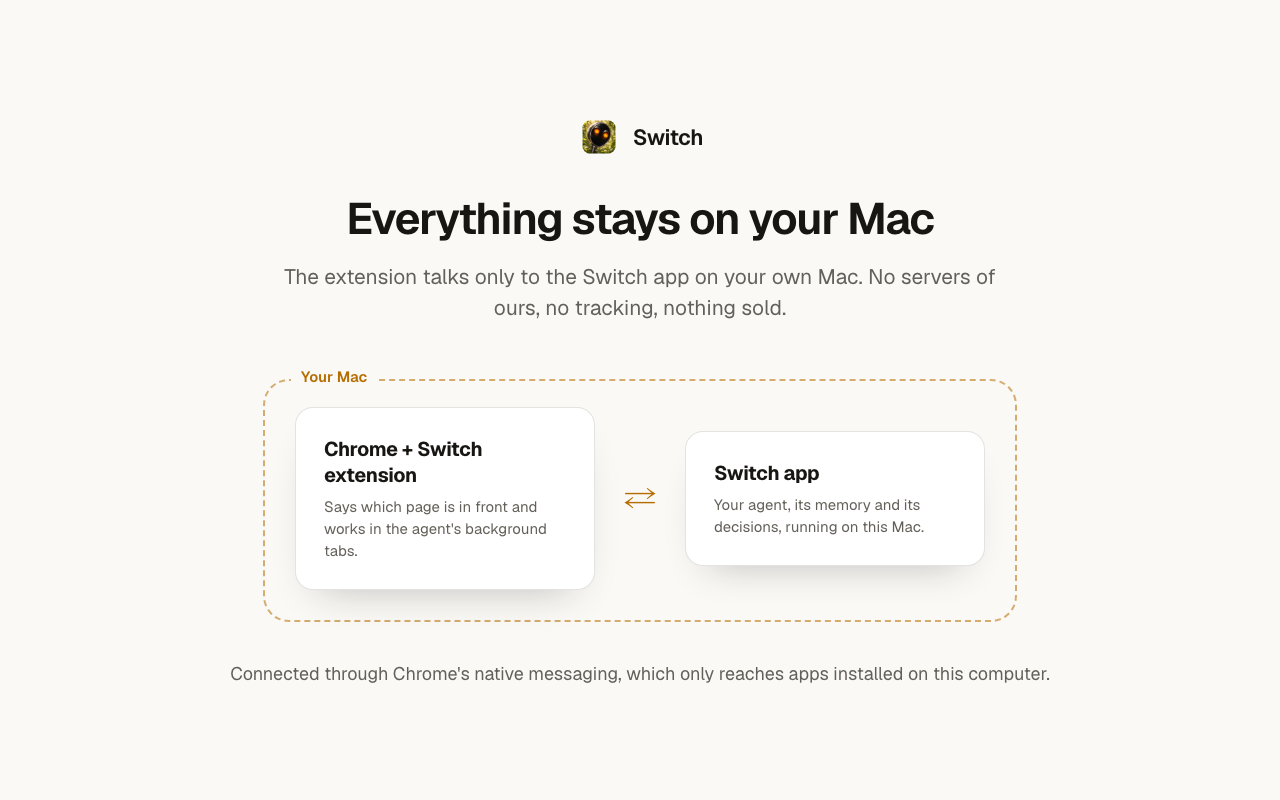 Switch
Everything stays on your Mac
The extension talks only to the Switch app on your own Mac. No servers of
ours, no tracking, nothing sold.
Your Mac
Chrome + Switch
extension
Says which page is in front and
works in the agent's background
tabs.
Switch app
Your agent, its memory and its
decisions, running on this Mac.
Connected through Chrome's native messaging, which only reaches apps installed on this computer.